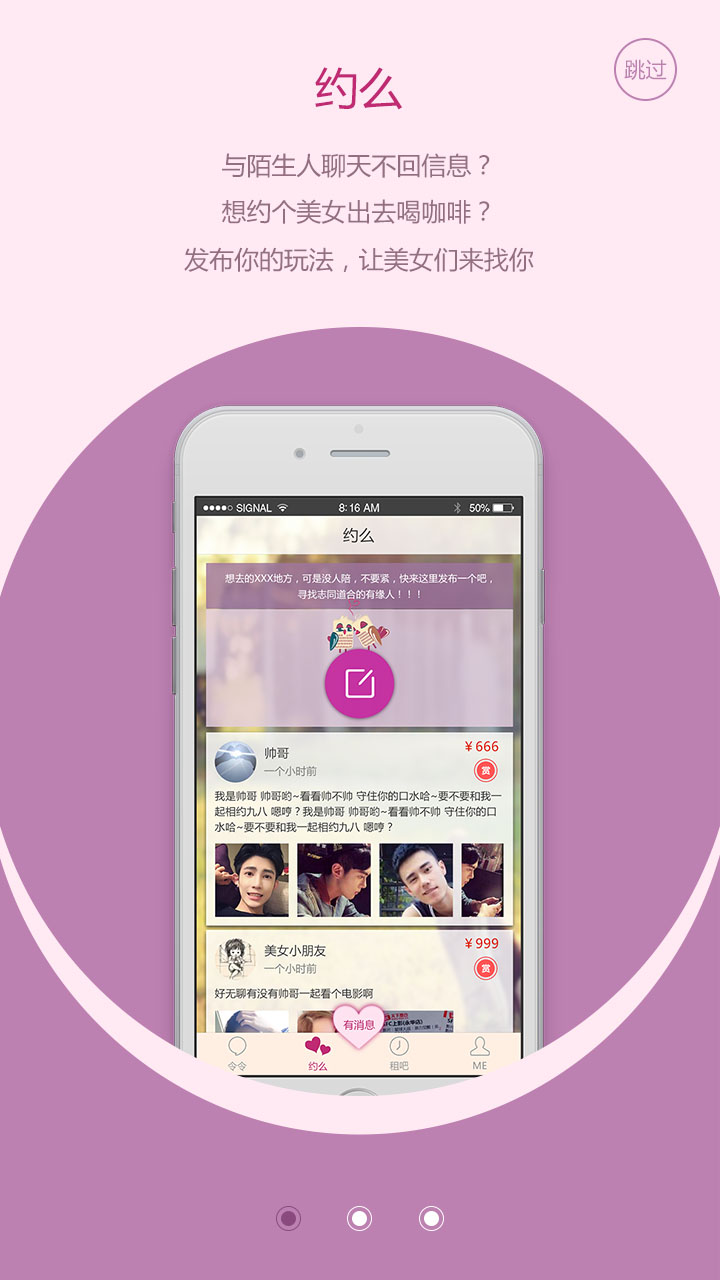 跳过
约么
与陌生人聊天不回信息？
想约个美女出去喝咖啡？
发布你的玩法，让美女们来找你
SIGNAL 8:16 AM 50%
约么
想去的XXX地方，可是没人陪，不要紧，快来这里发布一个吧，
寻找志同道合的有缘人！！！
帅哥
￥666
一个小时前
赏
我是帅哥 帅哥哟~看看帅不帅 守住你的口水哈~要不要和我一
起相约九八 嗯哼？我是帅哥 帅哥哟~看看帅不帅 守住你的口
水哈~要不要和我一起相约九八 嗯哼？
美女小朋友
￥999
一个小时前
赏
好无聊有没有帅哥一起看个电影啊
有消息
令令
约么
租吧
ME